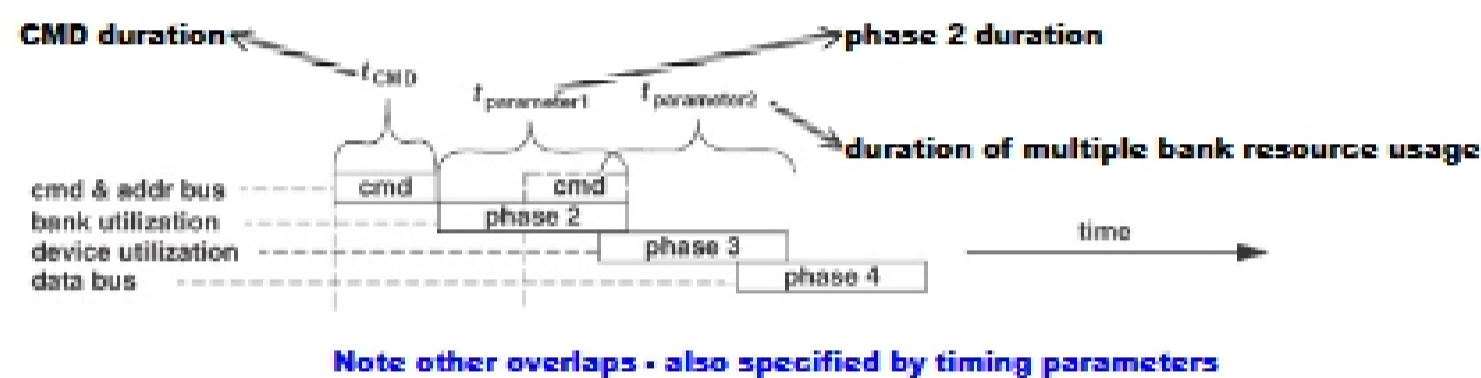 CMD duration
phase 2 duration
tCMD
tparameter1
tparameter2
duration of multiple bank resource usage
cmd & addr bus
cmd
cmd
bank utilization
phase 2
device utilization
phase 3
time
data bus
phase 4
Note other overlaps - also specified by timing parameters